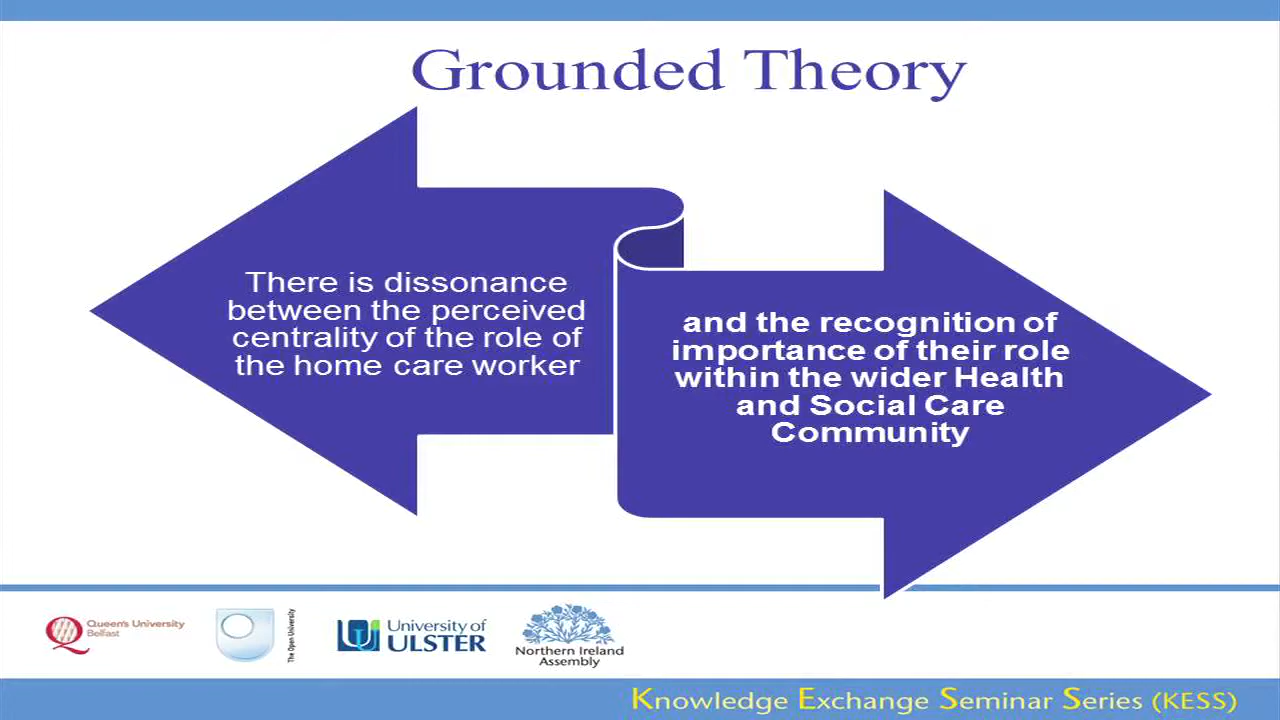 Grounded Theory
There is dissonance
between the perceived
centrality of the role of
the home care worker
and the recognition of
importance of their role
within the wider Health
and Social Care
Community
Queen's University
Belfast
The Open University
University of
ULSTER
Northern Ireland
Assembly
Knowledge Exchange Seminar Series (KESS)